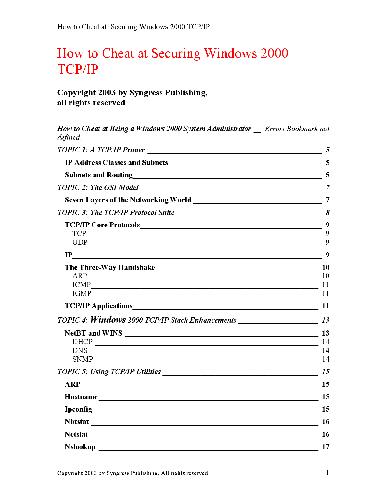 How to Cheat at Securing Windows 2000 TCP/IP
How to Cheat at Securing Windows 2000
TCP/IP
Copyright 2003 by Syngress Publishing,
all rights reserved
How to Cheat at Being a Windows 2000 System Administrator __ Error! Bookmark not
defined.
TOPIC 1: A TCP/IP Primer 5
IP Address Classes and Subnets 5
Subnets and Routing 5
TOPIC 2: The OSI Model 7
Seven Layers of the Networking World 7
TOPIC 3: The TCP/IP Protocol Suite 8
TCP/IP Core Protocols 9
TCP 9
UDP 9
IP 9
The Three-Way Handshake 10
ARP 10
ICMP 11
IGMP 11
TCP/IP Applications 11
TOPIC 4: Windows 2000 TCP/IP Stack Enhancements 13
NetBT and WINS 13
DHCP 14
DNS 14
SNMP 14
TOPIC 5: Using TCP/IP Utilities 15
ARP 15
Hostname 15
Ipconfig 15
Nbtstat 16
Netstat 16
Nslookup 17
Copyright 2003 by Syngress Publishing, All rights reserved 1